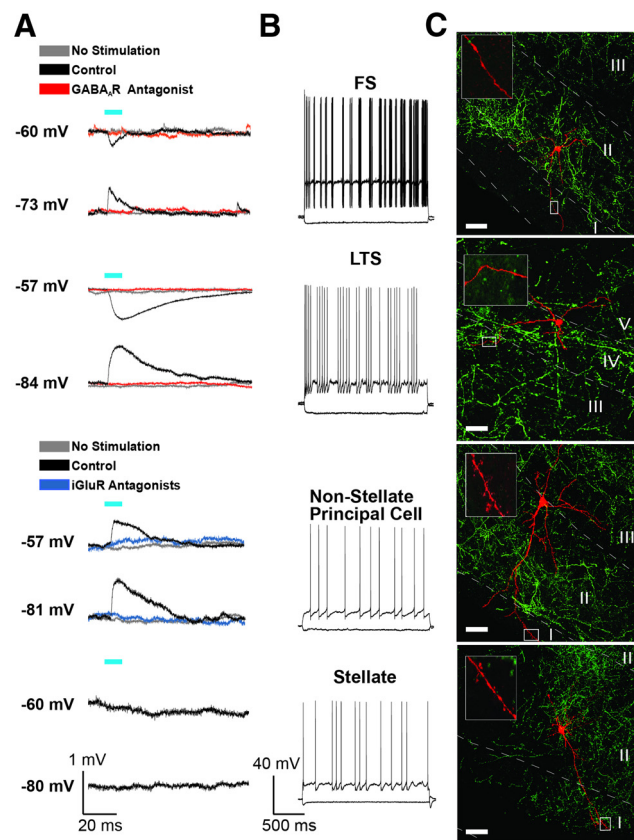 A
B
C
No Stimulation
Control
GABA_AR Antagonist
-60 mV
-73 mV
-57 mV
-84 mV
No Stimulation
Control
iGluR Antagonists
-57 mV
-81 mV
-60 mV
-80 mV
1 mV
20 ms
FS
LTS
Non-Stellate
Principal Cell
Stellate
40 mV
500 ms
III
II
I
V
IV
III
III
II
I
II
II
I